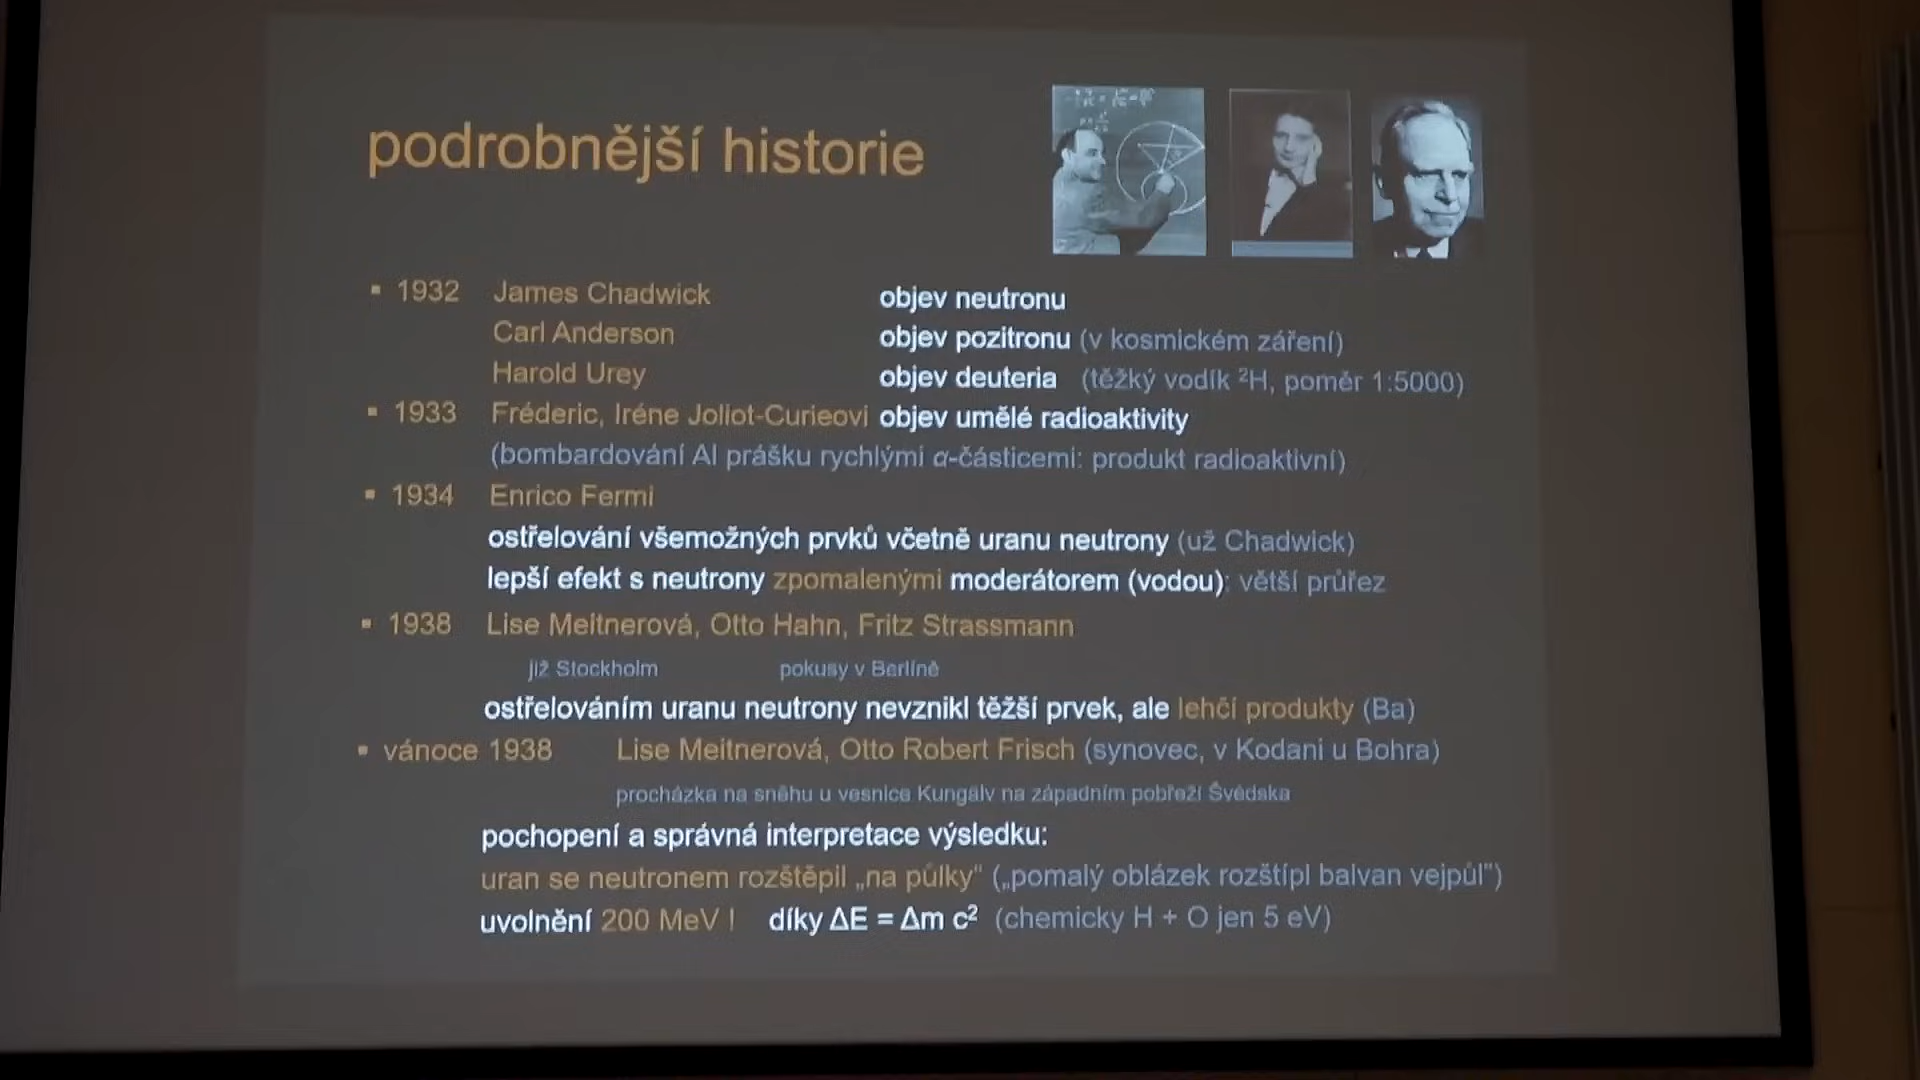 podrobnější historie
▪ 1932 James Chadwick objev neutronu
Carl Anderson objev pozitronu (v kosmickém záření)
Harold Urey objev deuteria (těžký vodík ²H, poměr 1:5000)
▪ 1933 Fréderic, Iréne Joliot-Curieovi objev umělé radioaktivity
(bombardování Al prášku rychlými α-částicemi: produkt radioaktivní)
▪ 1934 Enrico Fermi
ostřelování všemožných prvků včetně uranu neutrony (už Chadwick)
lepší efekt s neutrony zpomalenými moderátorem (vodou): větší průřez
▪ 1938 Lise Meitnerová, Otto Hahn, Fritz Strassmann
již Stockholm pokusy v Berlíně
ostřelováním uranu neutrony nevznikl těžší prvek, ale lehčí produkty (Ba)
▪ vánoce 1938 Lise Meitnerová, Otto Robert Frisch (synovec, v Kodani u Bohra)
procházka na sněhu u vesnice Kungälv na západním pobřeží Švédska
pochopení a správná interpretace výsledku:
uran se neutronem rozštěpil „na půlky" („pomalý oblázek rozštípl balvan vejpůl")
uvolnění 200 MeV ! díky ΔE = Δm c² (chemicky H + O jen 5 eV)